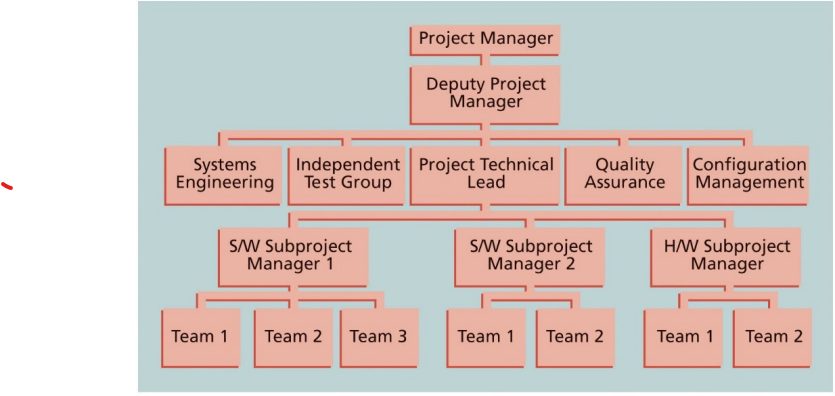 Project Manager
Deputy Project
Manager
Systems
Engineering
Independent
Test Group
Project Technical
Lead
Quality
Assurance
Configuration
Management
S/W Subproject
Manager 1
S/W Subproject
Manager 2
H/W Subproject
Manager
Team 1
Team 2
Team 3
Team 1
Team 2
Team 1
Team 2